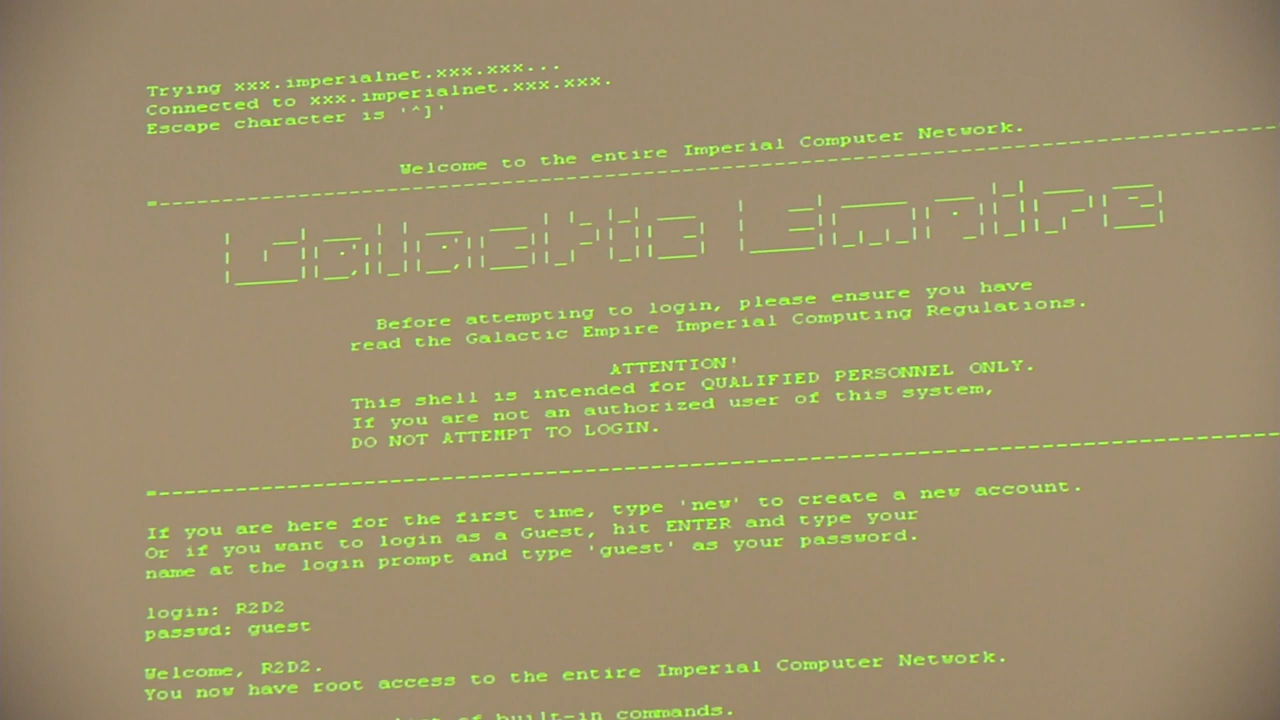 Trying xxx.imperialnet.xxx.xxx...
Connected to xxx.imperialnet.xxx.xxx.
Escape character is '^]'
Welcome to the entire Imperial Computer Network.
Galactic Empire
Before attempting to login, please ensure you have
read the Galactic Empire Imperial Computing Regulations.
ATTENTION!
This shell is intended for QUALIFIED PERSONNEL ONLY.
If you are not an authorized user of this system,
DO NOT ATTEMPT TO LOGIN.
If you are here for the first time, type 'new' to create a new account.
Or if you want to login as a Guest, hit ENTER and type your
name at the login prompt and type 'guest' as your password.
login: R2D2
passwd: guest
Welcome, R2D2.
You now have root access to the entire Imperial Computer Network.
of built-in commands.